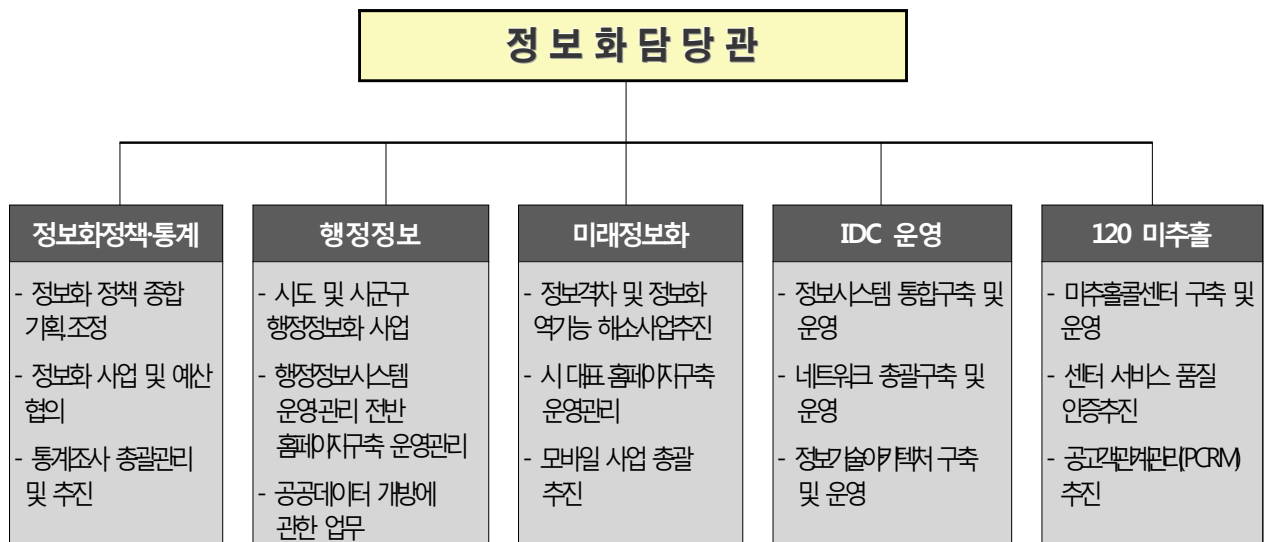 정보화담당관
정보화정책·통계
- 정보화 정책 종합
기획.조정
- 정보화 사업 및 예산
협의
- 통계조사 총괄관리
및 추진
행정정보
- 시도 및 시군구
행정정보화 사업
- 행정정보시스템
운영관리 전반
홈페이지구축 운영관리
- 공공데이터 개방에
관한 업무
미래정보화
- 정보격차 및 정보화
역기능 해소사업추진
- 시 대표 홈페이지구축
운영관리
- 모바일 사업 총괄
추진
IDC 운영
- 정보시스템 통합구축 및
운영
- 네트워크 총괄구축 및
운영
- 정보기술아키텍처 구축
및 운영
120 미추홀
- 미추홀콜센터 구축 및
운영
- 센터 서비스 품질
인증추진
- 공고객관계관리(PCRM)
추진